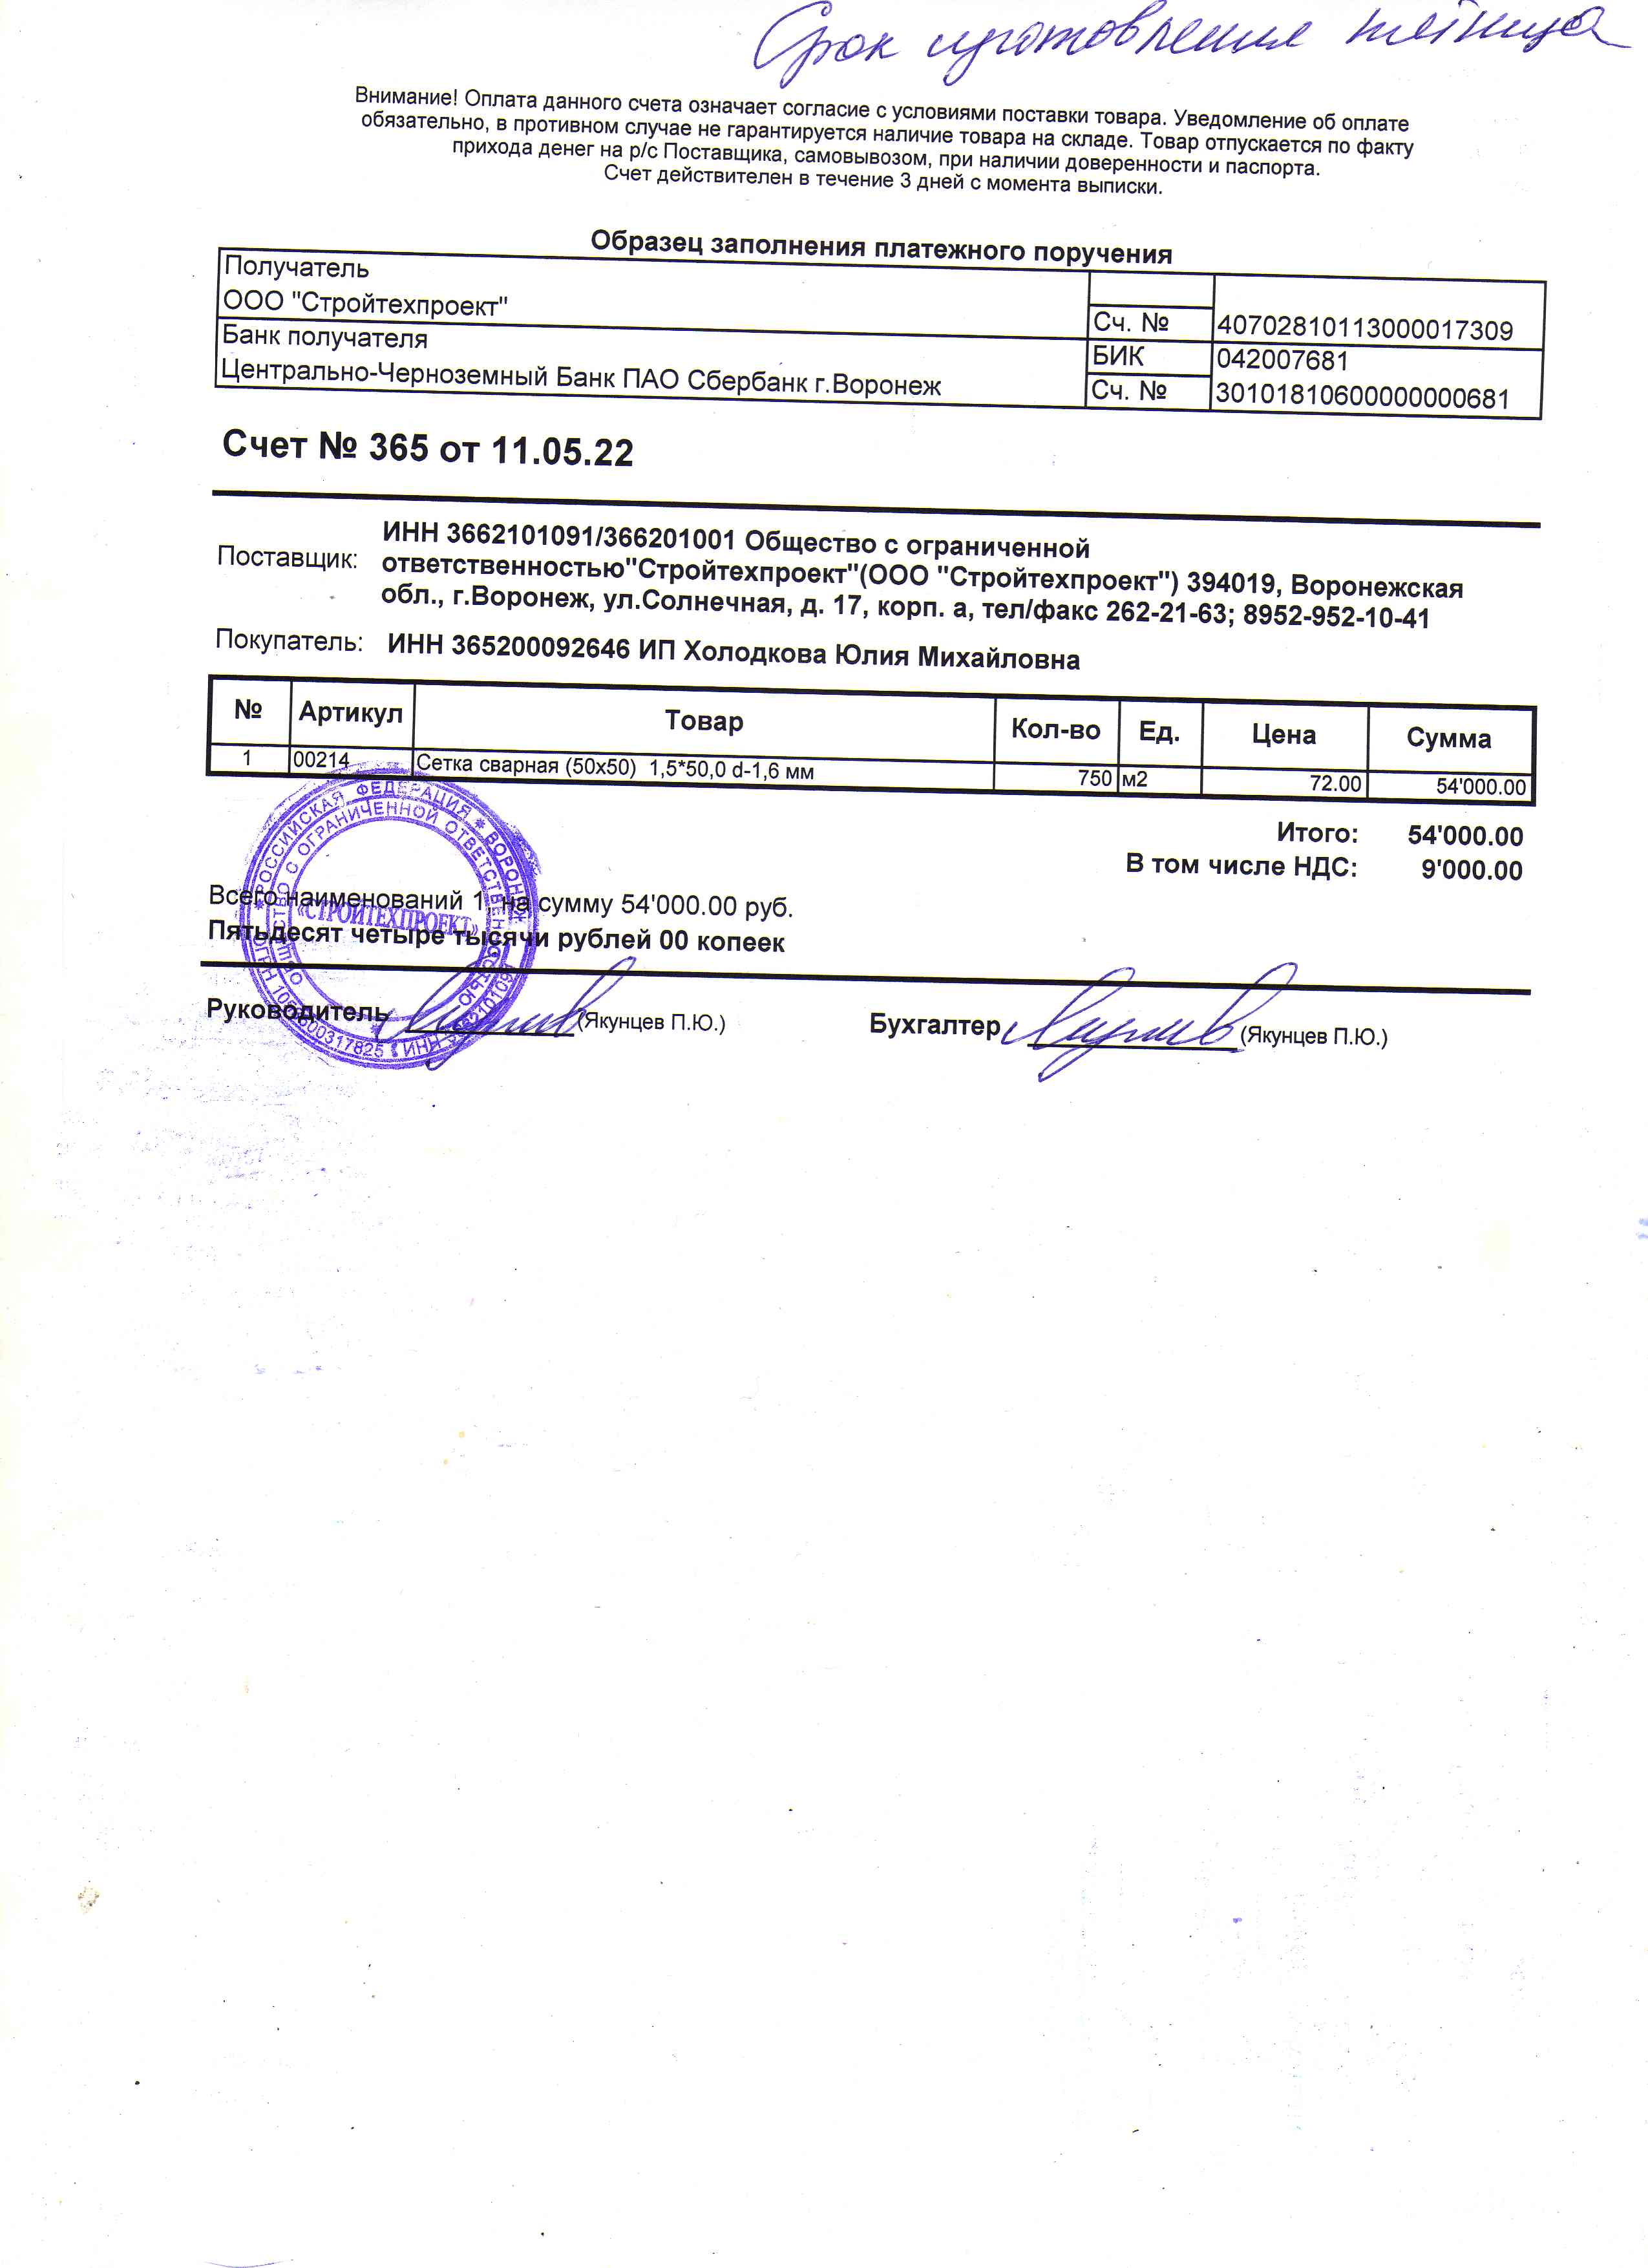 Срок изготовления пятница
Внимание! Оплата данного счета означает согласие с условиями поставки товара. Уведомление об оплате
обязательно, в противном случае не гарантируется наличие товара на складе. Товар отпускается по факту
прихода денег на р/с Поставщика, самовывозом, при наличии доверенности и паспорта.
Счет действителен в течение 3 дней с момента выписки.
Образец заполнения платежного поручения
Получатель
ООО "Стройтехпроект" Сч. № 40702810113000017309
Банк получателя БИК 042007681
Центрально-Черноземный Банк ПАО Сбербанк г.Воронеж Сч. № 30101810600000000681
Счет № 365 от 11.05.22
Поставщик: ИНН 3662101091/366201001 Общество с ограниченной
ответственностью"Стройтехпроект"(ООО "Стройтехпроект") 394019, Воронежская
обл., г.Воронеж, ул.Солнечная, д. 17, корп. а, тел/факс 262-21-63; 8952-952-10-41
Покупатель: ИНН 365200092646 ИП Холодкова Юлия Михайловна
№ Артикул Товар Кол-во Ед. Цена Сумма
1 00214 Сетка сварная (50х50) 1,5*50,0 d-1,6 мм 750 м2 72.00 54'000.00
Итого: 54'000.00
В том числе НДС: 9'000.00
Всего наименований 1, на сумму 54'000.00 руб.
Пятьдесят четыре тысячи рублей 00 копеек
Руководитель (Якунцев П.Ю.) Бухгалтер (Якунцев П.Ю.)
РОССИЙСКАЯ ФЕДЕРАЦИЯ * ВОРОНЕЖ
ОБЩЕСТВО С ОГРАНИЧЕННОЙ ОТВЕТСТВЕННОСТЬЮ
«СТРОЙТЕХПРОЕКТ»
ИНН 3662101091